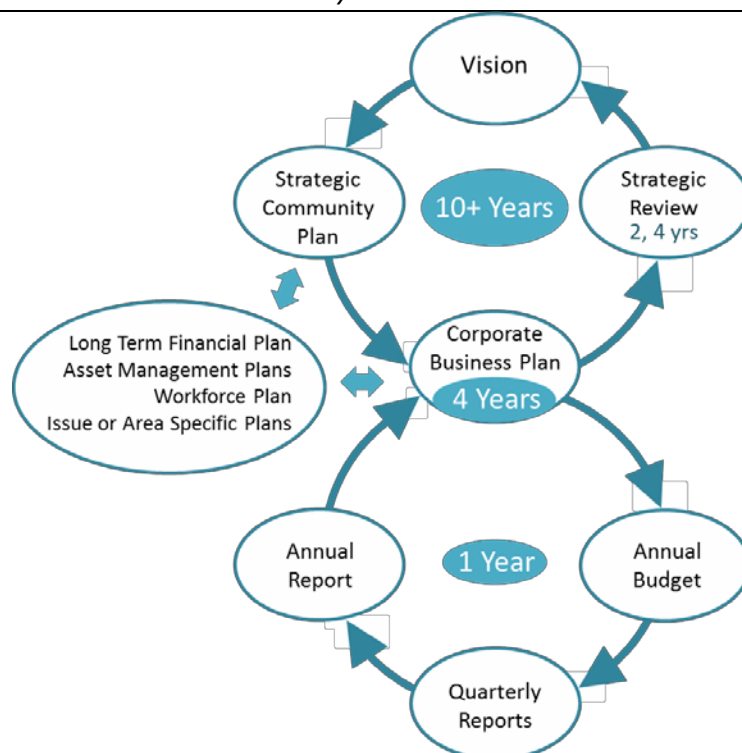 Vision
Strategic
Community
Plan
10+ Years
Strategic
Review
2, 4 yrs
Long Term Financial Plan
Asset Management Plans
Workforce Plan
Issue or Area Specific Plans
Corporate
Business Plan
4 Years
Annual
Report
1 Year
Annual
Budget
Quarterly
Reports